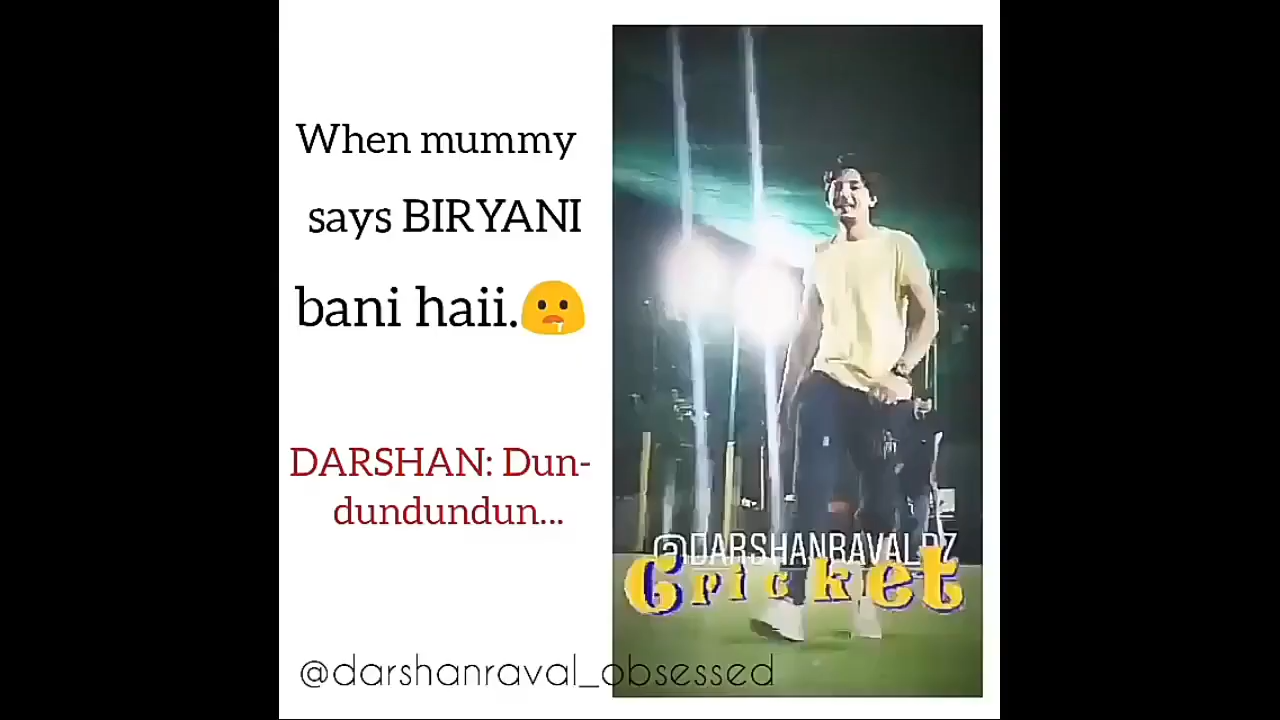 When mummy
says BIRYANI
bani haii.😲
DARSHAN: Dun-
dundundun...
@DARSHANRAVALDZ
Cricket
@darshanraval_obsessed